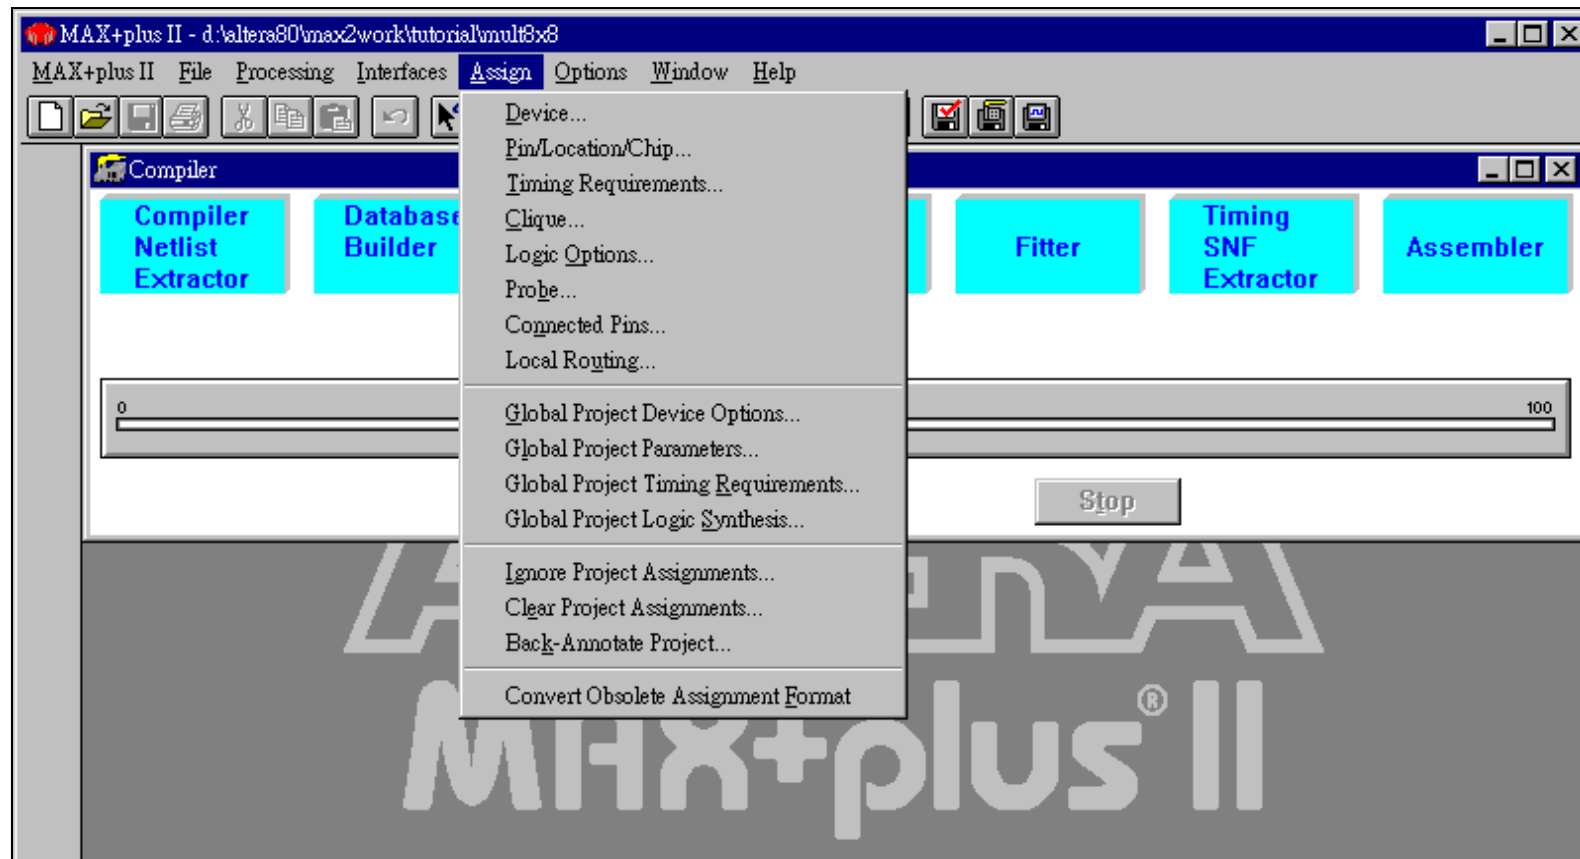 MAX+plus II - d:\altera80\max2work\tutorial\mult8x8
MAX+plus II File Processing Interfaces Assign Options Window Help
Device...
Pin/Location/Chip...
Timing Requirements...
Clique...
Logic Options...
Probe...
Connected Pins...
Local Routing...
Global Project Device Options...
Global Project Parameters...
Global Project Timing Requirements...
Global Project Logic Synthesis...
Ignore Project Assignments...
Clear Project Assignments...
Back-Annotate Project...
Convert Obsolete Assignment Format
Compiler
Compiler
Netlist
Extractor
Database
Builder
Fitter
Timing
SNF
Extractor
Assembler
0
100
Stop
MAX+plus® II